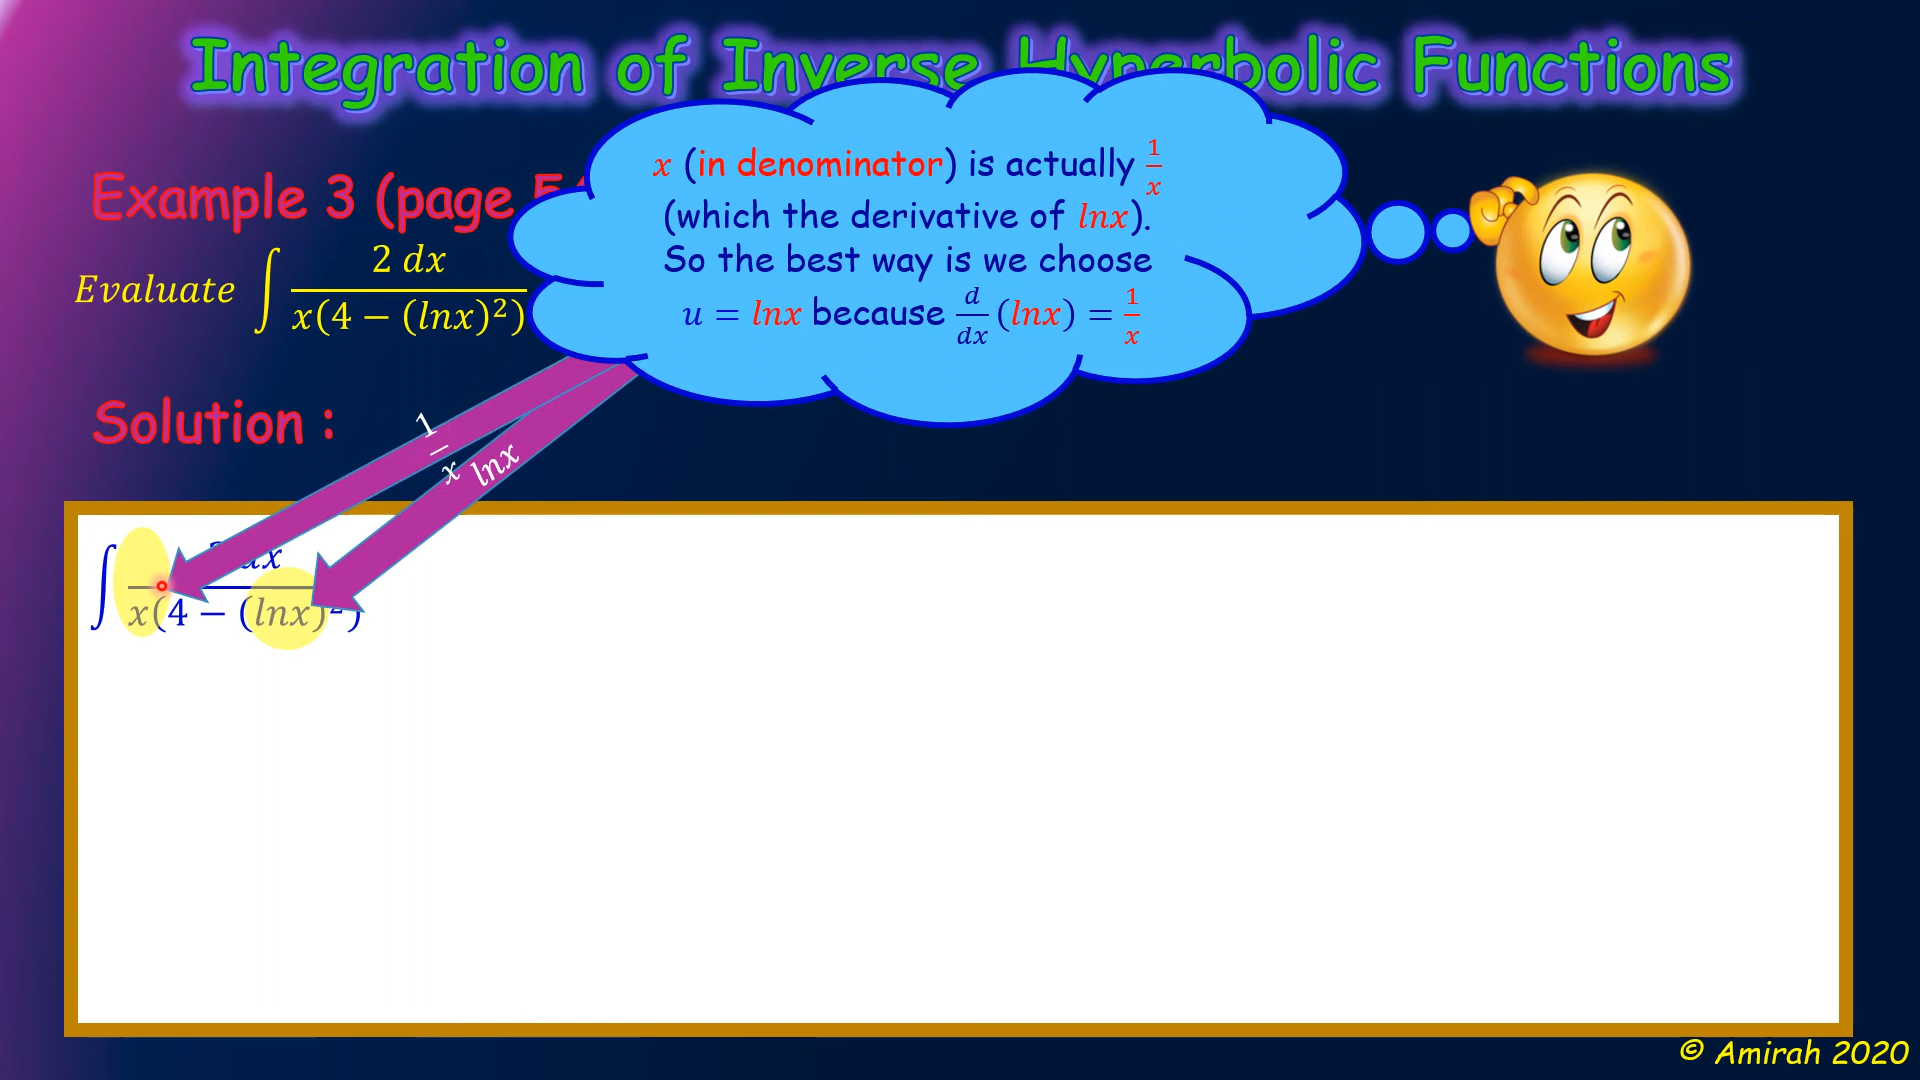 Integration of Inverse Hyperbolic Functions
Example 3 (page
Evaluate ∫ 2 dx / x(4 − (lnx)²)
x (in denominator) is actually 1/x
(which the derivative of lnx).
So the best way is we choose
u = lnx because d/dx (lnx) = 1/x
Solution :
1/x
lnx
∫ 2 dx / x(4 − (lnx)²)
© Amirah 2020